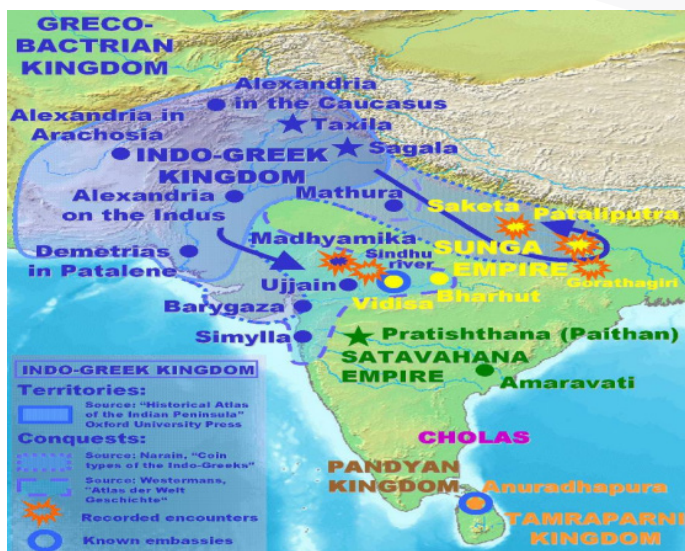 GRECO-
BACTRIAN
KINGDOM
Alexandria
in the Caucasus
Alexandria in
Arachosia
Taxila
INDO-GREEK
KINGDOM
Sagala
Alexandria
on the Indus
Mathura
Saketa
Pataliputra
Demetrias
in Patalene
Madhyamika
Sindhu
river
SUNGA
EMPIRE
Gorathagiri
Ujjain
Vidisa
Bharhut
Barygaza
Simylla
Pratishthana (Paithan)
SATAVAHANA
EMPIRE
Amaravati
INDO-GREEK KINGDOM
Territories:
Source: "Historical Atlas
of the Indian Peninsula"
Oxford University Press
Conquests:
Source: Narain, "Coin
types of the Indo-Greeks"
Source: Westermans,
"Atlas der Welt
Geschichte"
Recorded encounters
Known embassies
CHOLAS
PANDYAN
KINGDOM
Anuradhapura
TAMRAPARNI
KINGDOM